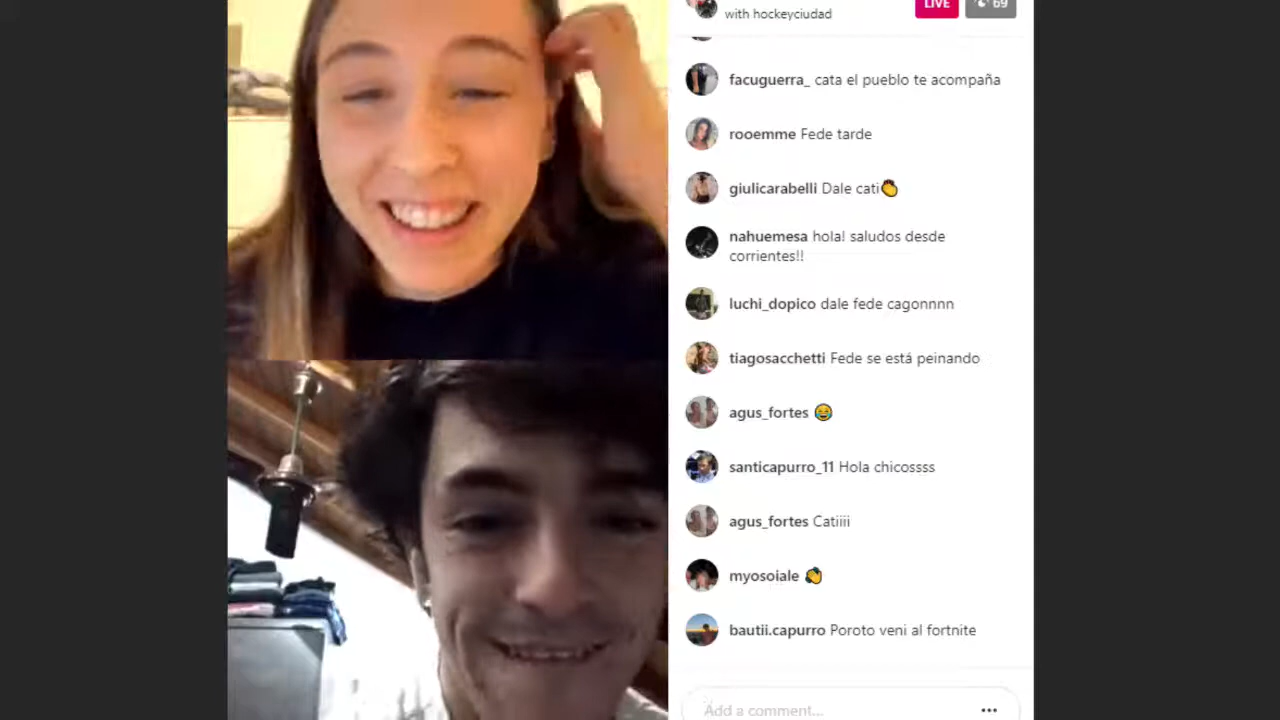 LIVE
69
with hockeyciudad
facuguerra_ cata el pueblo te acompaña
rooemme Fede tarde
giulicarabelli Dale cati👏
nahuemesa hola! saludos desde
corrientes!!
luchi_dopico dale fede cagonnnn
tiagosacchetti Fede se está peinando
agus_fortes 😂
santicapurro_11 Hola chicossss
agus_fortes Catiiii
myosoiale 👏
bautii.capurro Poroto veni al fortnite
Add a comment...